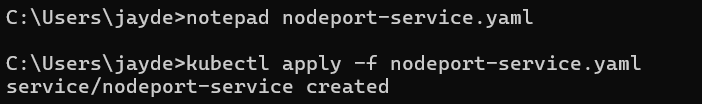 C:\Users\jayde>notepad nodeport-service.yaml
C:\Users\jayde>kubectl apply -f nodeport-service.yaml
service/nodeport-service created